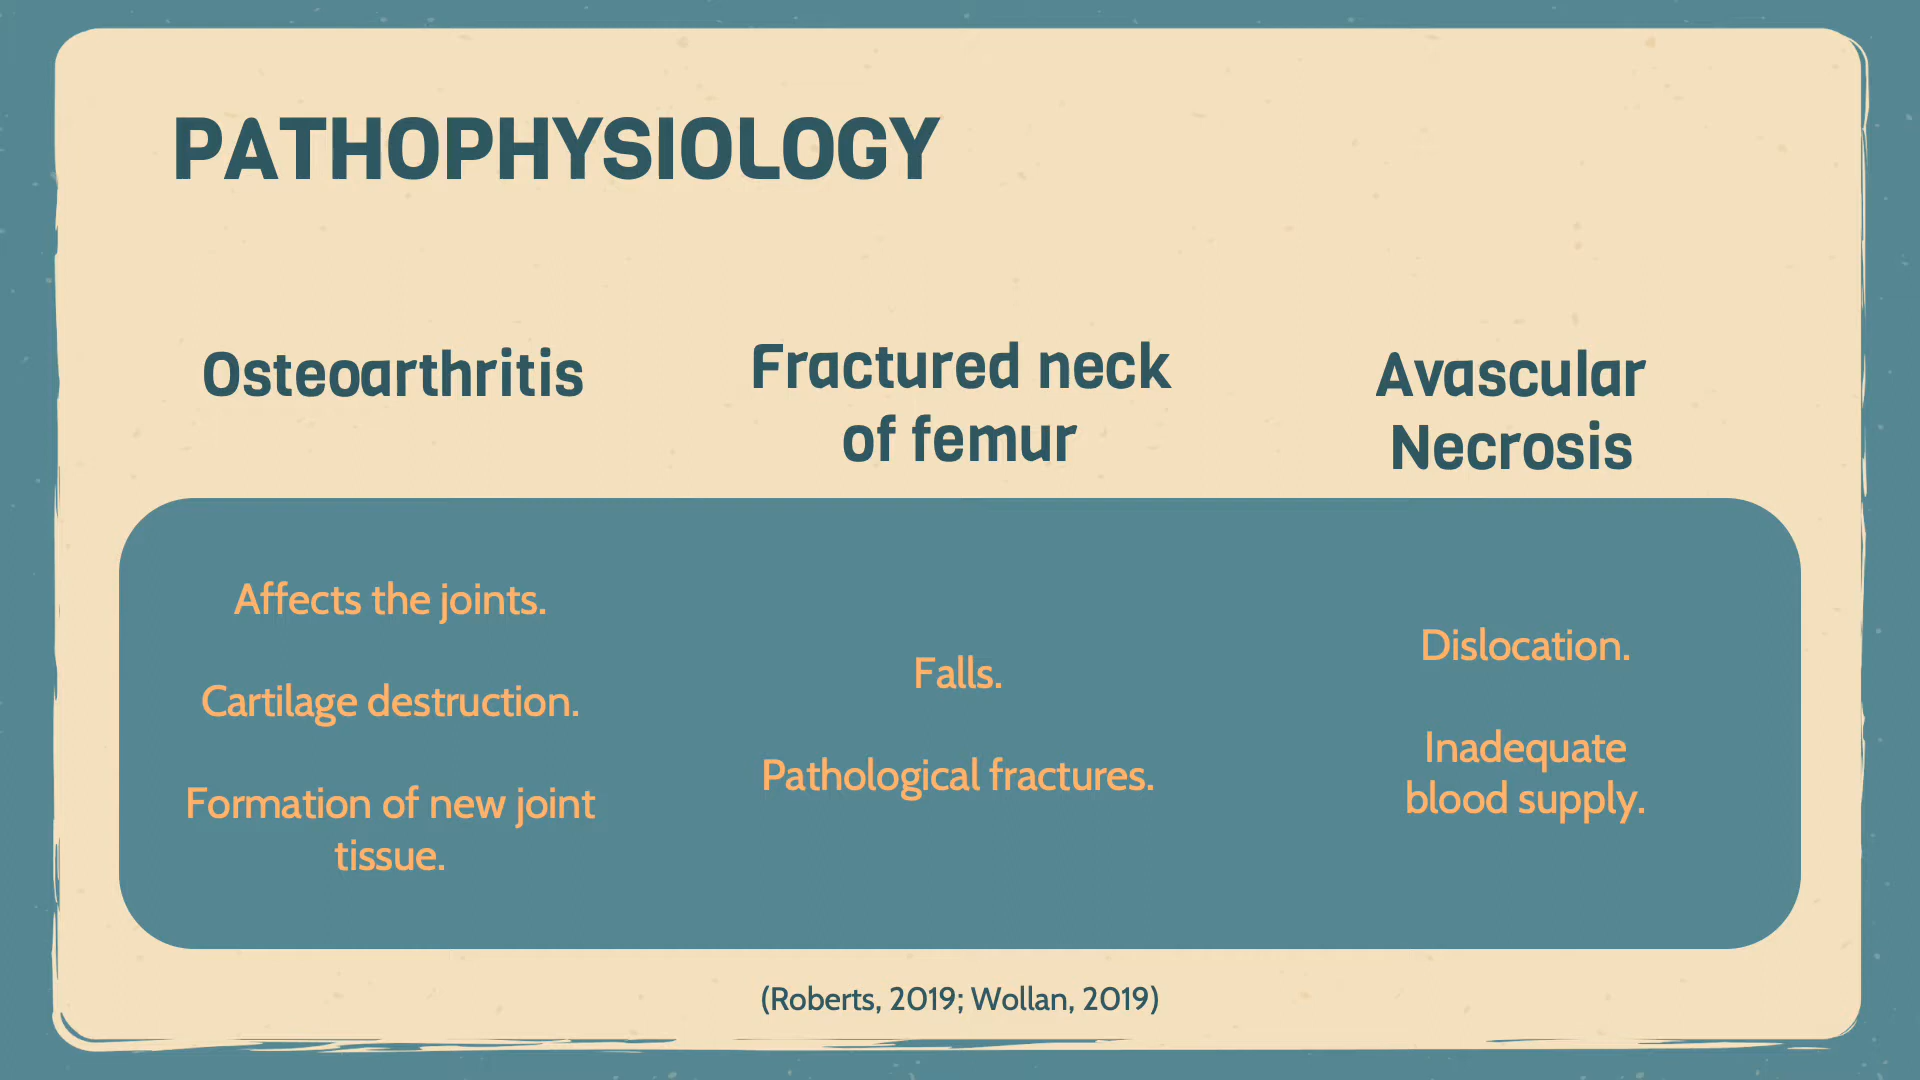 PATHOPHYSIOLOGY
Osteoarthritis
Affects the joints.
Cartilage destruction.
Formation of new joint
tissue.
Fractured neck
of femur
Falls.
Pathological fractures.
Avascular
Necrosis
Dislocation.
Inadequate
blood supply.
(Roberts, 2019; Wollan, 2019)